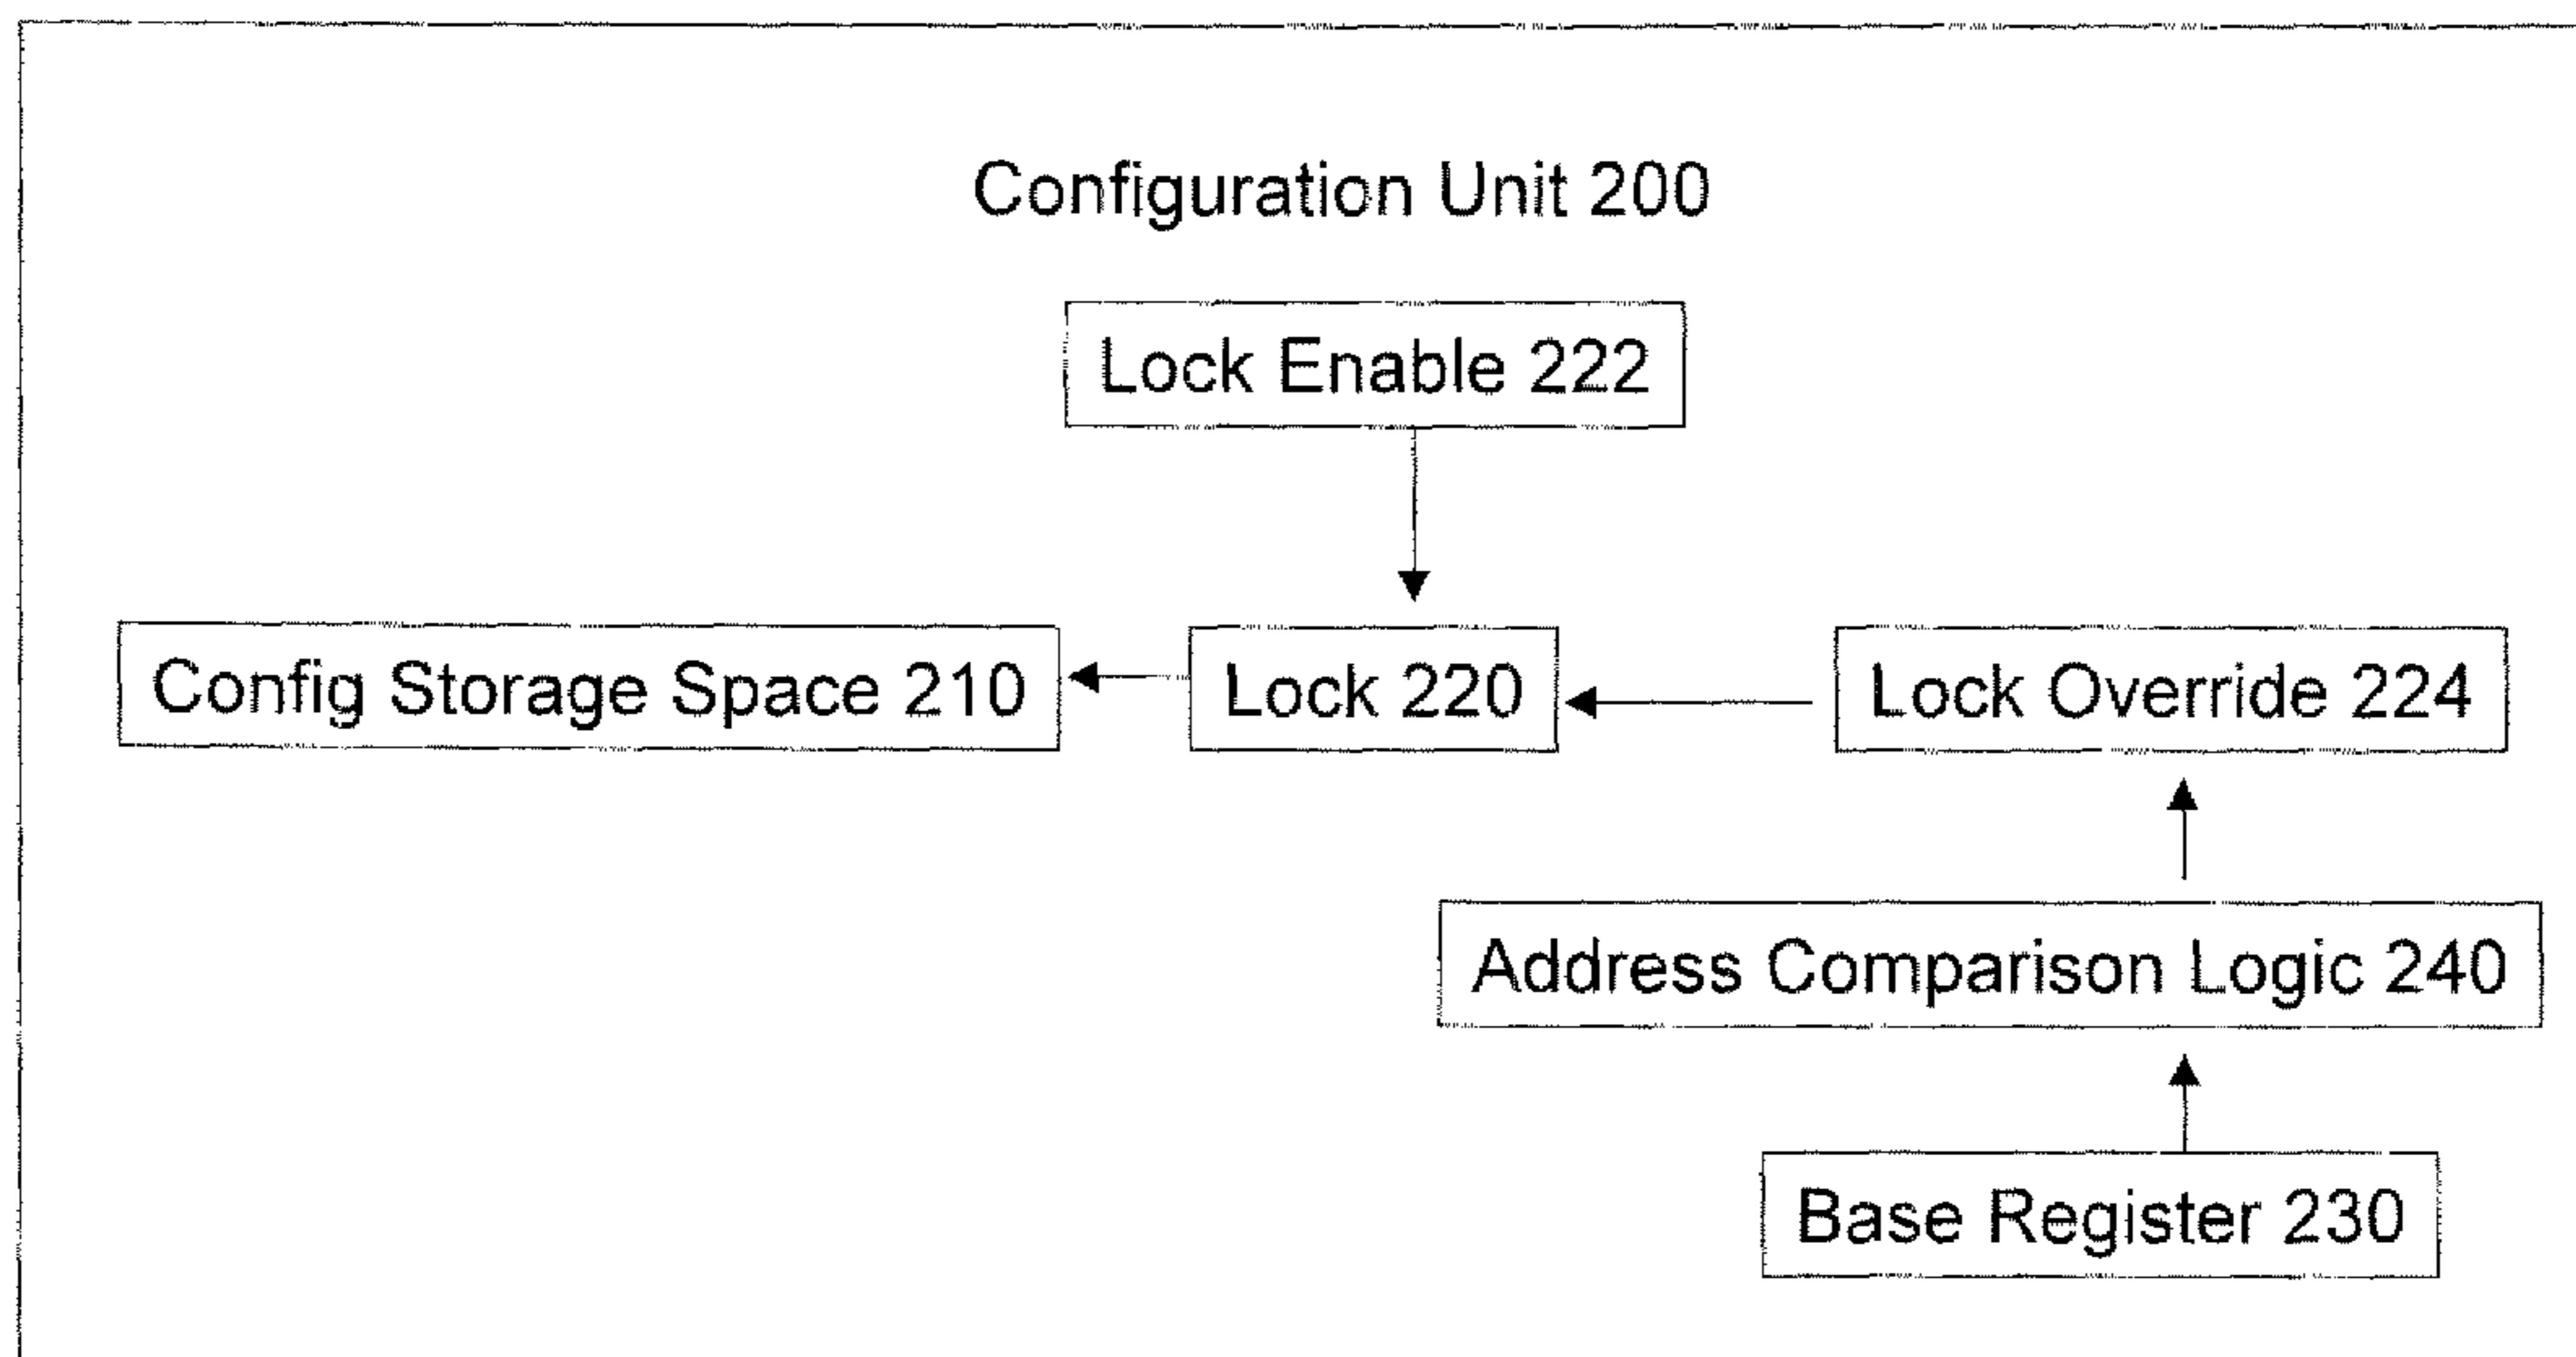 Configuration Unit 200
Lock Enable 222
Config Storage Space 210
Lock 220
Lock Override 224
Address Comparison Logic 240
Base Register 230